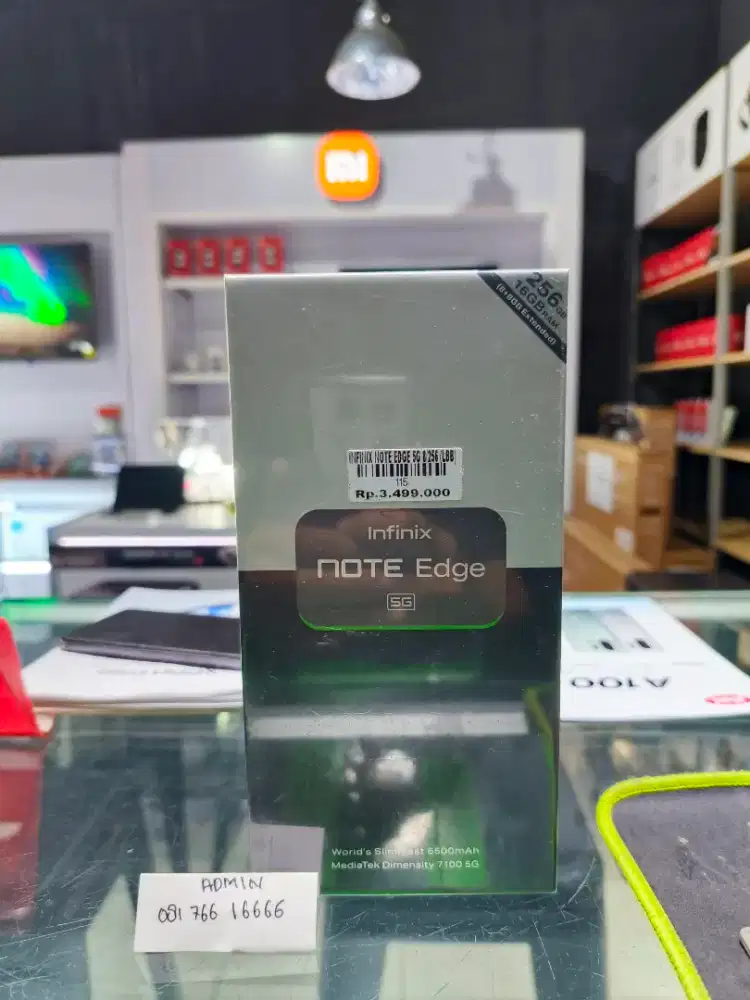 mi
256GB
16GB RAM
(8+8GB Extended)
INFINIX NOTE EDGE 5G 8/256 (LBB
115
Rp.3.499.000
Infinix
NOTE Edge
5G
A100
World's Slimmest 6500mAh
MediaTek Dimensity 7100 5G
ADMIN
081 766 16666